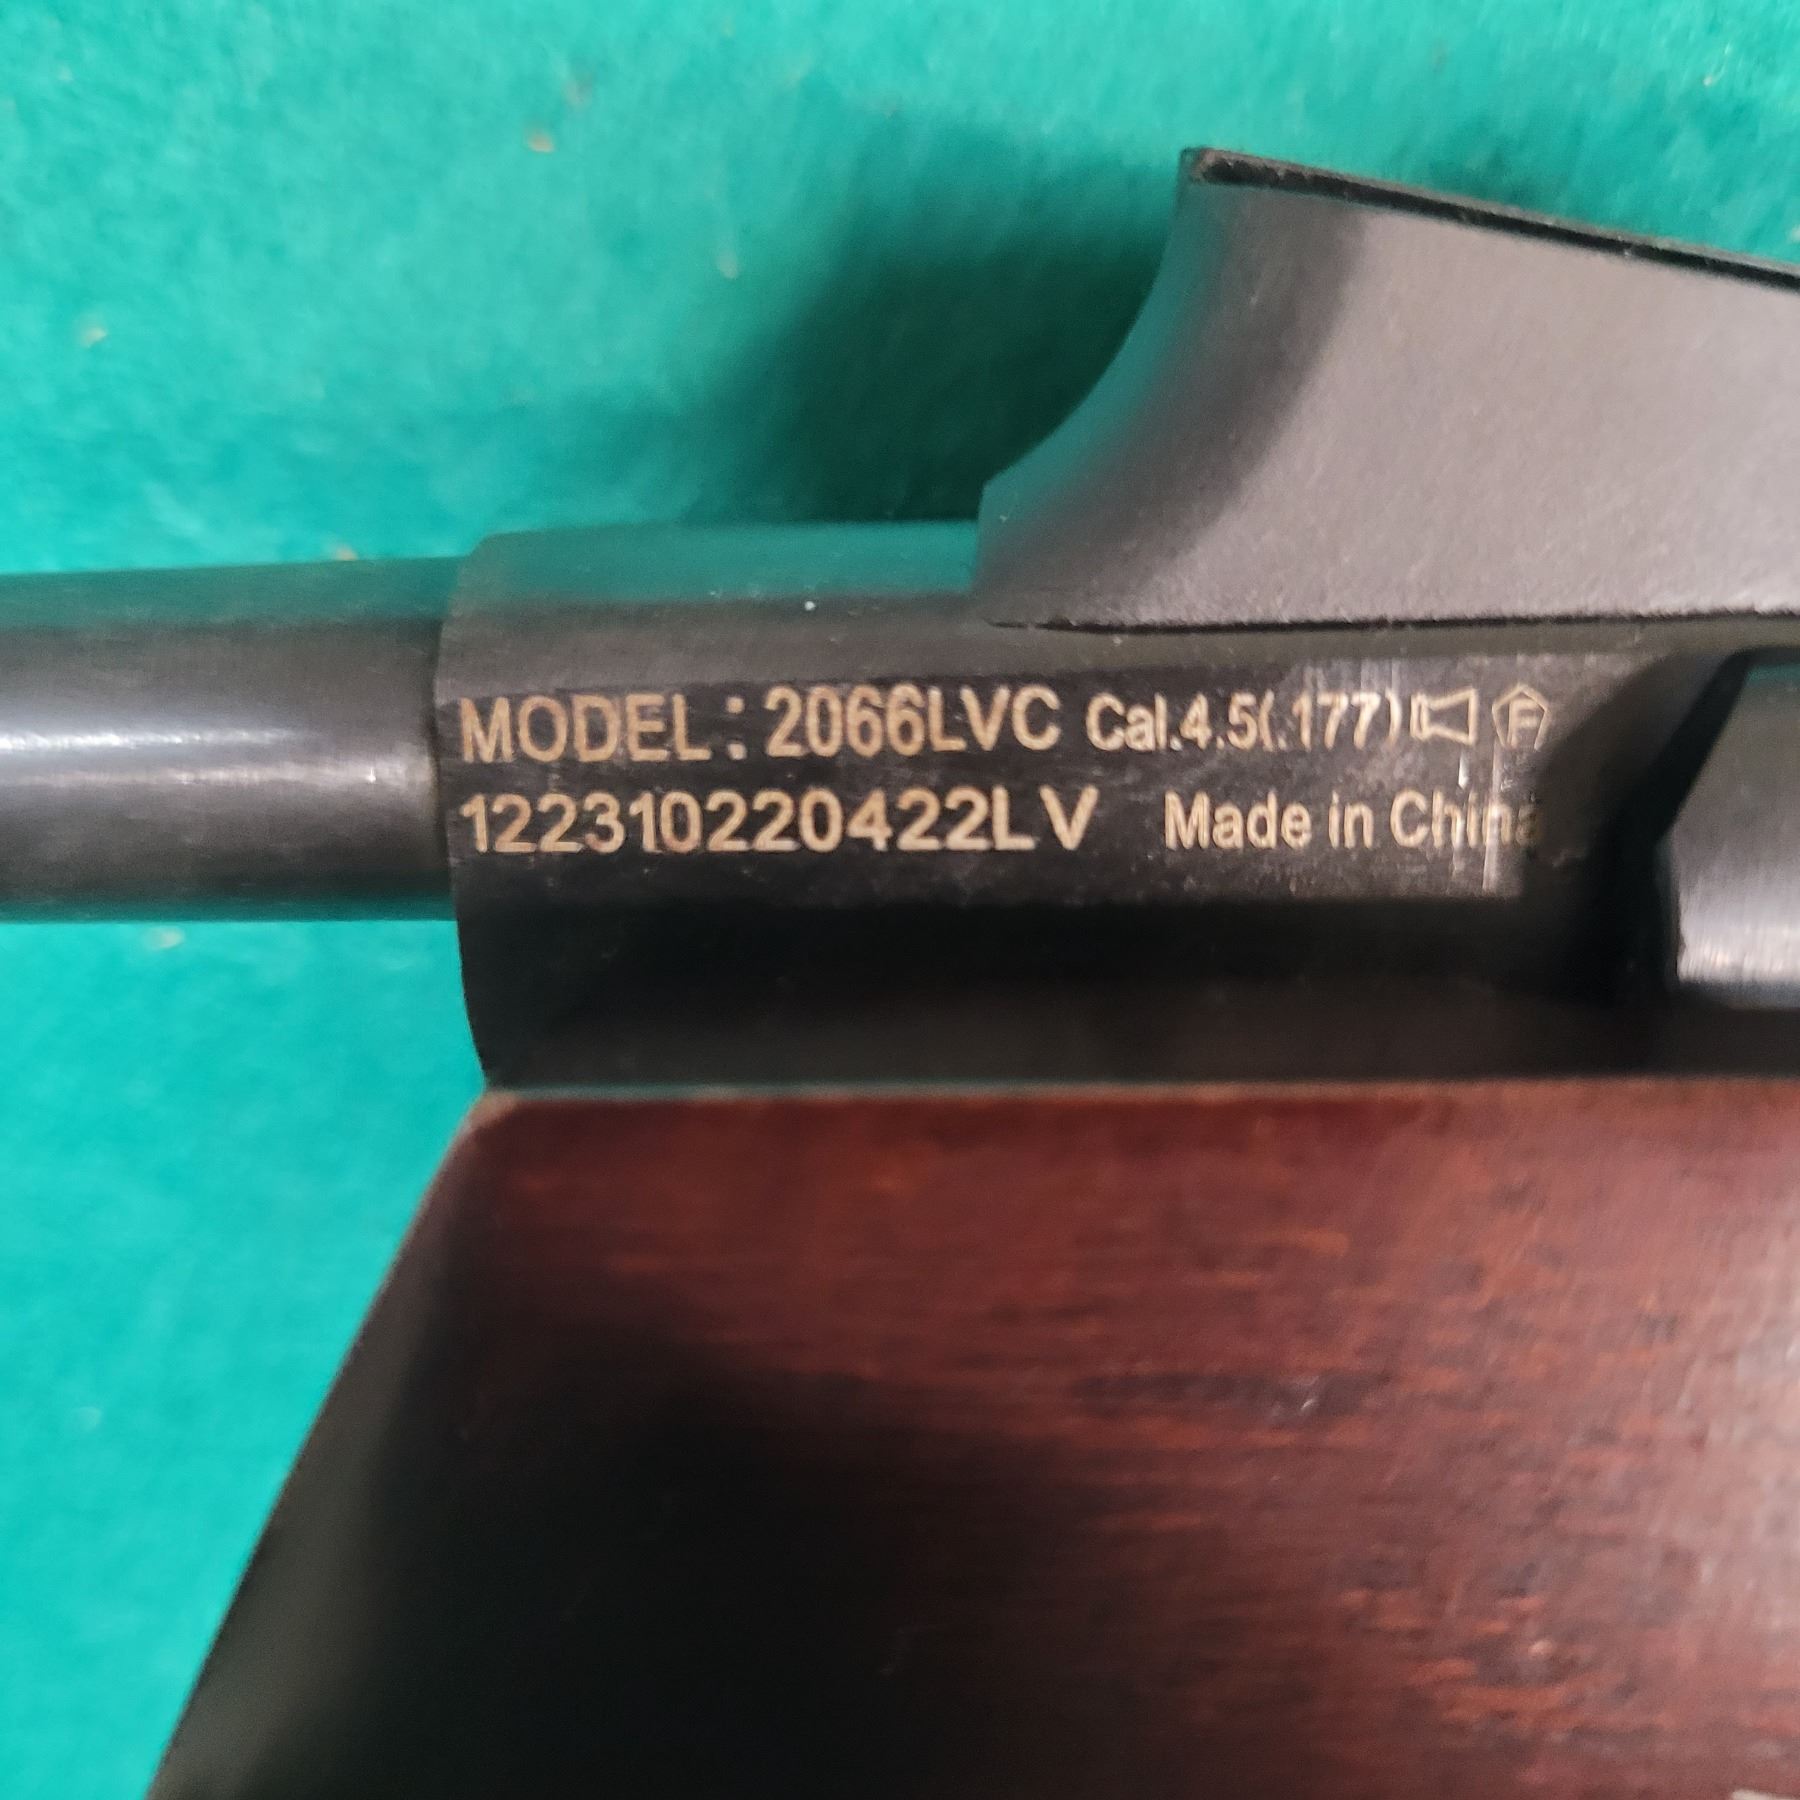 MODEL: 2066LVC Cal.4.5(.177) F
122310220422LV Made in China